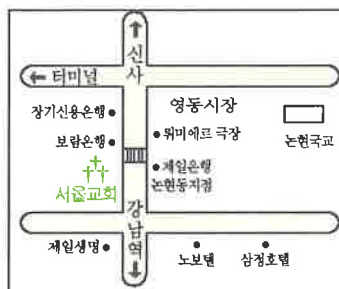 신사
터미널
장기신용은행
영동시장
뤼미에르 극장
논현국교
보람은행
제일은행
논현동지점
서울교회
강남역
제일생명
노보텔
삼정호텔